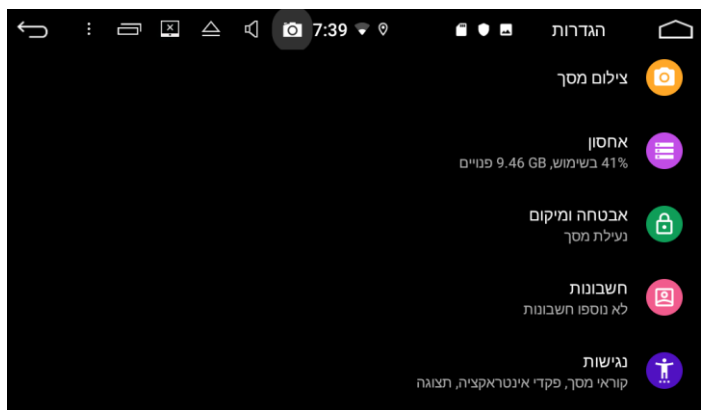 7:39
הגדרות
צילום מסך
אחסון
41% בשימוש, 9.46 GB פנויים
אבטחה ומיקום
נעילת מסך
חשבונות
לא נוספו חשבונות
נגישות
קוראי מסך, פקדי אינטראקציה, תצוגה